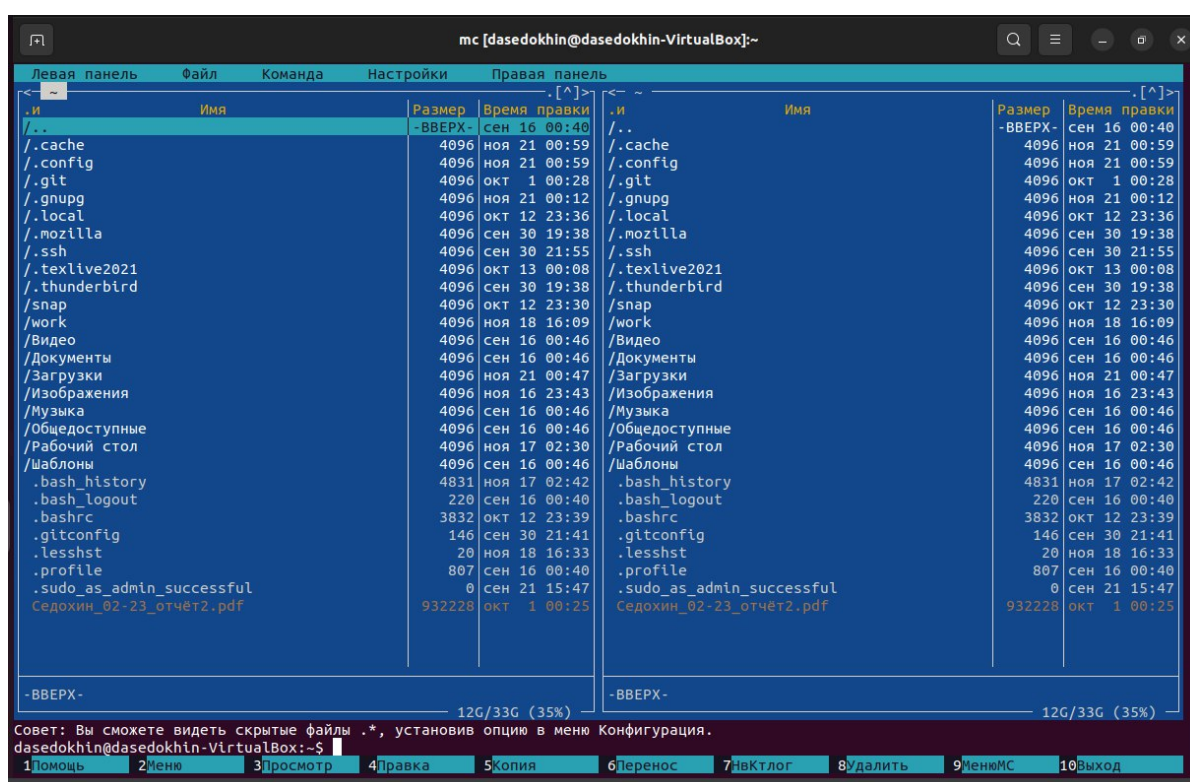 mc [dasedokhin@dasedokhin-VirtualBox]:~
Левая панель Файл Команда Настройки Правая панель
<─ ~ ─.[^]>┐┌<─ ~ ─.[^]>
.и Имя Размер Время правки .и Имя Размер Время правки
/.. -ВВЕРХ- сен 16 00:40 /.. -ВВЕРХ- сен 16 00:40
/.cache 4096 ноя 21 00:59 /.cache 4096 ноя 21 00:59
/.config 4096 ноя 21 00:59 /.config 4096 ноя 21 00:59
/.git 4096 окт 1 00:28 /.git 4096 окт 1 00:28
/.gnupg 4096 ноя 21 00:12 /.gnupg 4096 ноя 21 00:12
/.local 4096 окт 12 23:36 /.local 4096 окт 12 23:36
/.mozilla 4096 сен 30 19:38 /.mozilla 4096 сен 30 19:38
/.ssh 4096 сен 30 21:55 /.ssh 4096 сен 30 21:55
/.texlive2021 4096 окт 13 00:08 /.texlive2021 4096 окт 13 00:08
/.thunderbird 4096 сен 30 19:38 /.thunderbird 4096 сен 30 19:38
/snap 4096 окт 12 23:30 /snap 4096 окт 12 23:30
/work 4096 ноя 18 16:09 /work 4096 ноя 18 16:09
/Видео 4096 сен 16 00:46 /Видео 4096 сен 16 00:46
/Документы 4096 сен 16 00:46 /Документы 4096 сен 16 00:46
/Загрузки 4096 ноя 21 00:47 /Загрузки 4096 ноя 21 00:47
/Изображения 4096 ноя 16 23:43 /Изображения 4096 ноя 16 23:43
/Музыка 4096 сен 16 00:46 /Музыка 4096 сен 16 00:46
/Общедоступные 4096 сен 16 00:46 /Общедоступные 4096 сен 16 00:46
/Рабочий стол 4096 ноя 17 02:30 /Рабочий стол 4096 ноя 17 02:30
/Шаблоны 4096 сен 16 00:46 /Шаблоны 4096 сен 16 00:46
.bash_history 4831 ноя 17 02:42 .bash_history 4831 ноя 17 02:42
.bash_logout 220 сен 16 00:40 .bash_logout 220 сен 16 00:40
.bashrc 3832 окт 12 23:39 .bashrc 3832 окт 12 23:39
.gitconfig 146 сен 30 21:41 .gitconfig 146 сен 30 21:41
.lesshst 20 ноя 18 16:33 .lesshst 20 ноя 18 16:33
.profile 807 сен 16 00:40 .profile 807 сен 16 00:40
.sudo_as_admin_successful 0 сен 21 15:47 .sudo_as_admin_successful 0 сен 21 15:47
Седохин_02-23_отчёт2.pdf 932228 окт 1 00:25 Седохин_02-23_отчёт2.pdf 932228 окт 1 00:25
-ВВЕРХ- -ВВЕРХ-
12G/33G (35%) 12G/33G (35%)
Совет: Вы сможете видеть скрытые файлы .*, установив опцию в меню Конфигурация.
dasedokhin@dasedokhin-VirtualBox:~$
1Помощь 2Меню 3Просмотр 4Правка 5Копия 6Перенос 7НвКтлог 8Удалить 9МенюМС 10Выход